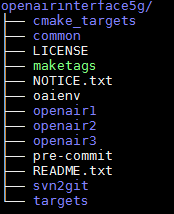 openairinterface5g/
├── cmake_targets
├── common
├── LICENSE
├── maketags
├── NOTICE.txt
├── oaienv
├── openair1
├── openair2
├── openair3
├── pre-commit
├── README.txt
├── svn2git
└── targets